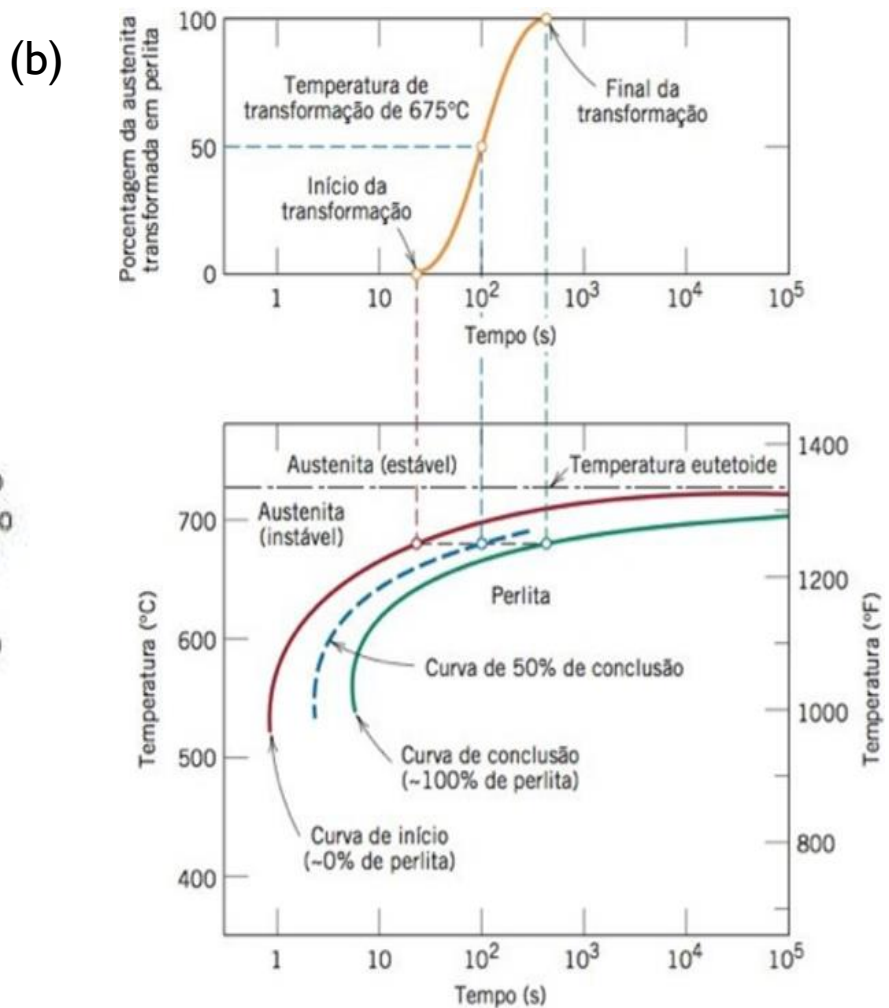 (b)
Porcentagem da austenita
transformada em perlita
100
50
0
Temperatura de
transformação de 675°C
Início da
transformação
Final da
transformação
1 10 10² 10³ 10⁴ 10⁵
Tempo (s)
Temperatura (°C)
700
600
500
400
Austenita (estável)
Temperatura eutetoide
Austenita
(instável)
Perlita
Curva de 50% de conclusão
Curva de conclusão
(~100% de perlita)
Curva de início
(~0% de perlita)
1400
1200
1000
800
Temperatura (°F)
1 10 10² 10³ 10⁴ 10⁵
Tempo (s)